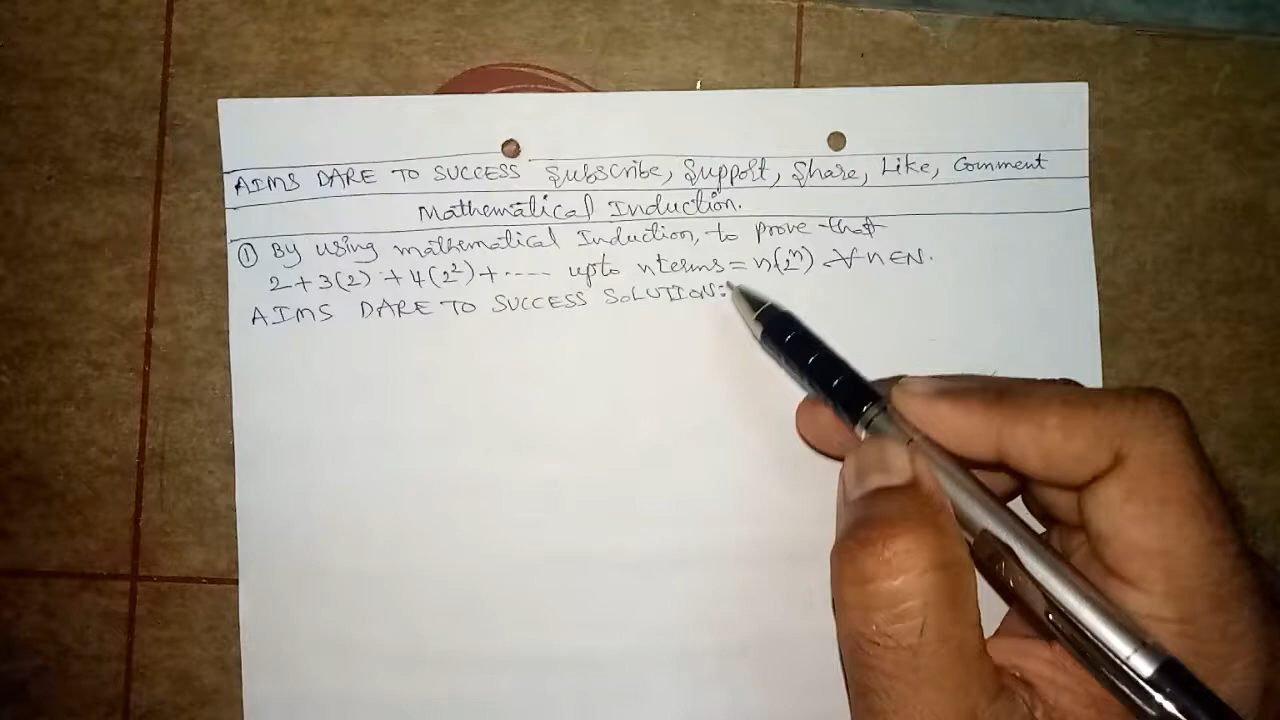 AIMS DARE TO SUCCESS Subscribe, Support, Share, Like, Comment
Mathematical Induction.
① By using mathematical Induction, to prove that
2+3(2)+4(2²)+..... upto n terms = n(2ⁿ) ∀ n ∈ N.
AIMS DARE TO SUCCESS SOLUTION: